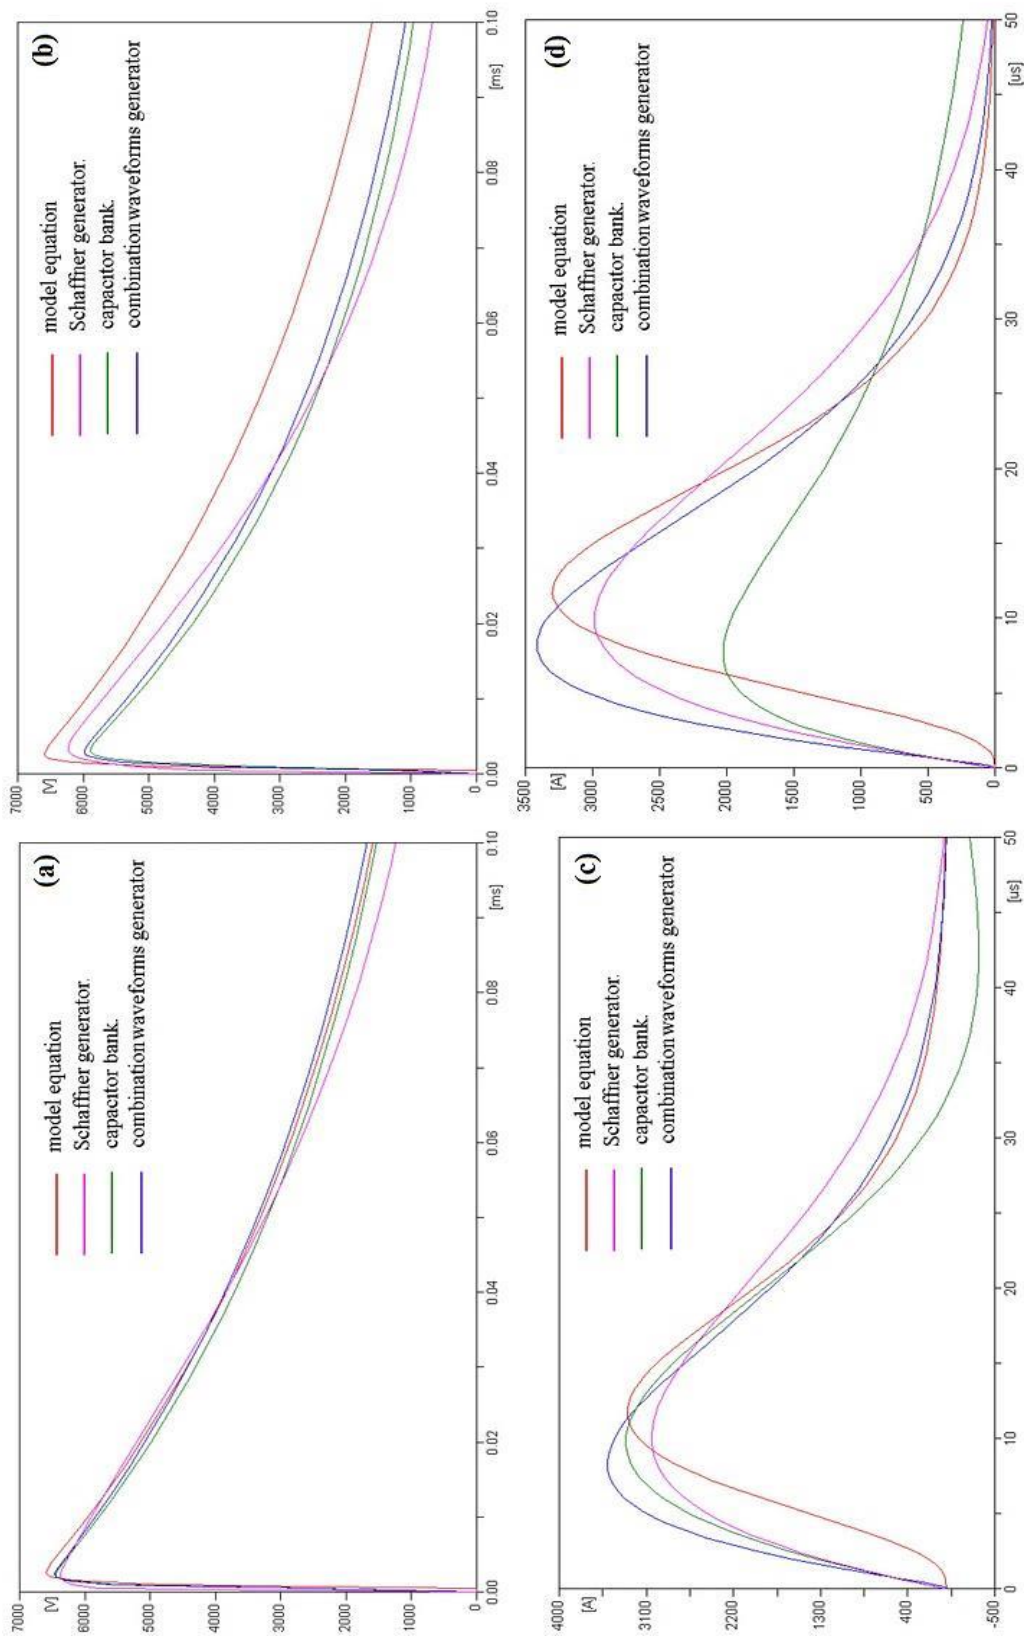 (a)
7000
[V]
6000
5000
4000
3000
2000
1000
0
0.00
0.02
0.04
0.06
0.08
[ms]
0.10
model equation
Schaffner generator.
capacitor bank.
combination waveforms generator
(b)
7000
[V]
6000
5000
4000
3000
2000
1000
0
0.00
0.02
0.04
0.06
0.08
[ms]
0.10
model equation
Schaffner generator.
capacitor bank.
combination waveforms generator
(c)
4000
[A]
3100
2200
1300
400
-500
0
10
20
30
40
[us]
50
model equation
Schaffner generator.
capacitor bank.
combination waveforms generator
(d)
3500
[A]
3000
2500
2000
1500
1000
500
0
0
10
20
30
40
[us]
50
model equation
Schaffner generator.
capacitor bank.
combination waveforms generator